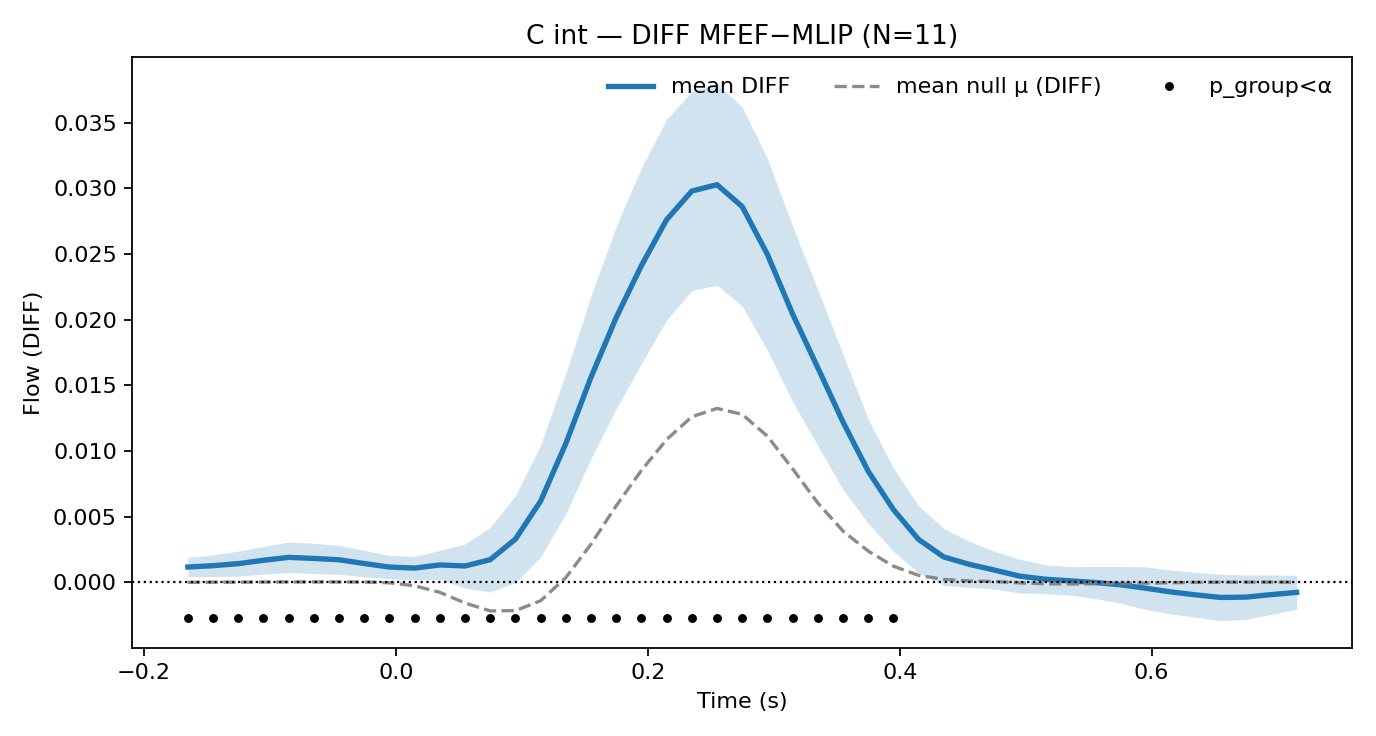 C int — DIFF MFEF−MLIP (N=11)
mean DIFF
mean null μ (DIFF)
p_group<α
Flow (DIFF)
0.035
0.030
0.025
0.020
0.015
0.010
0.005
0.000
−0.2
0.0
0.2
0.4
0.6
Time (s)